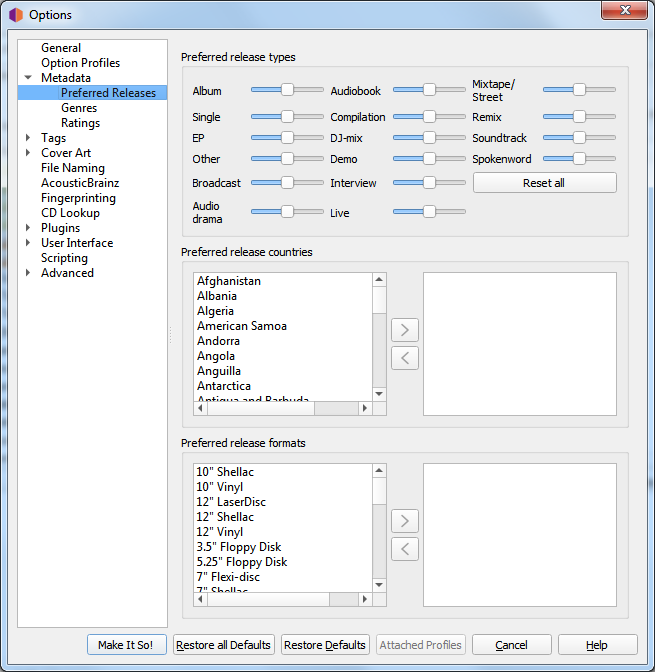 Options
General
Option Profiles
Metadata
Preferred Releases
Genres
Ratings
Tags
Cover Art
File Naming
AcousticBrainz
Fingerprinting
CD Lookup
Plugins
User Interface
Scripting
Advanced
Preferred release types
Album
Audiobook
Mixtape/
Street
Single
Compilation
Remix
EP
DJ-mix
Soundtrack
Other
Demo
Spokenword
Broadcast
Interview
Reset all
Audio
drama
Live
Preferred release countries
Afghanistan
Albania
Algeria
American Samoa
Andorra
Angola
Anguilla
Antarctica
Antigua and Barbuda
Preferred release formats
10" Shellac
10" Vinyl
12" LaserDisc
12" Shellac
12" Vinyl
3.5" Floppy Disk
5.25" Floppy Disk
7" Flexi-disc
7" Shellac
Make It So!
Restore all Defaults
Restore Defaults
Attached Profiles
Cancel
Help